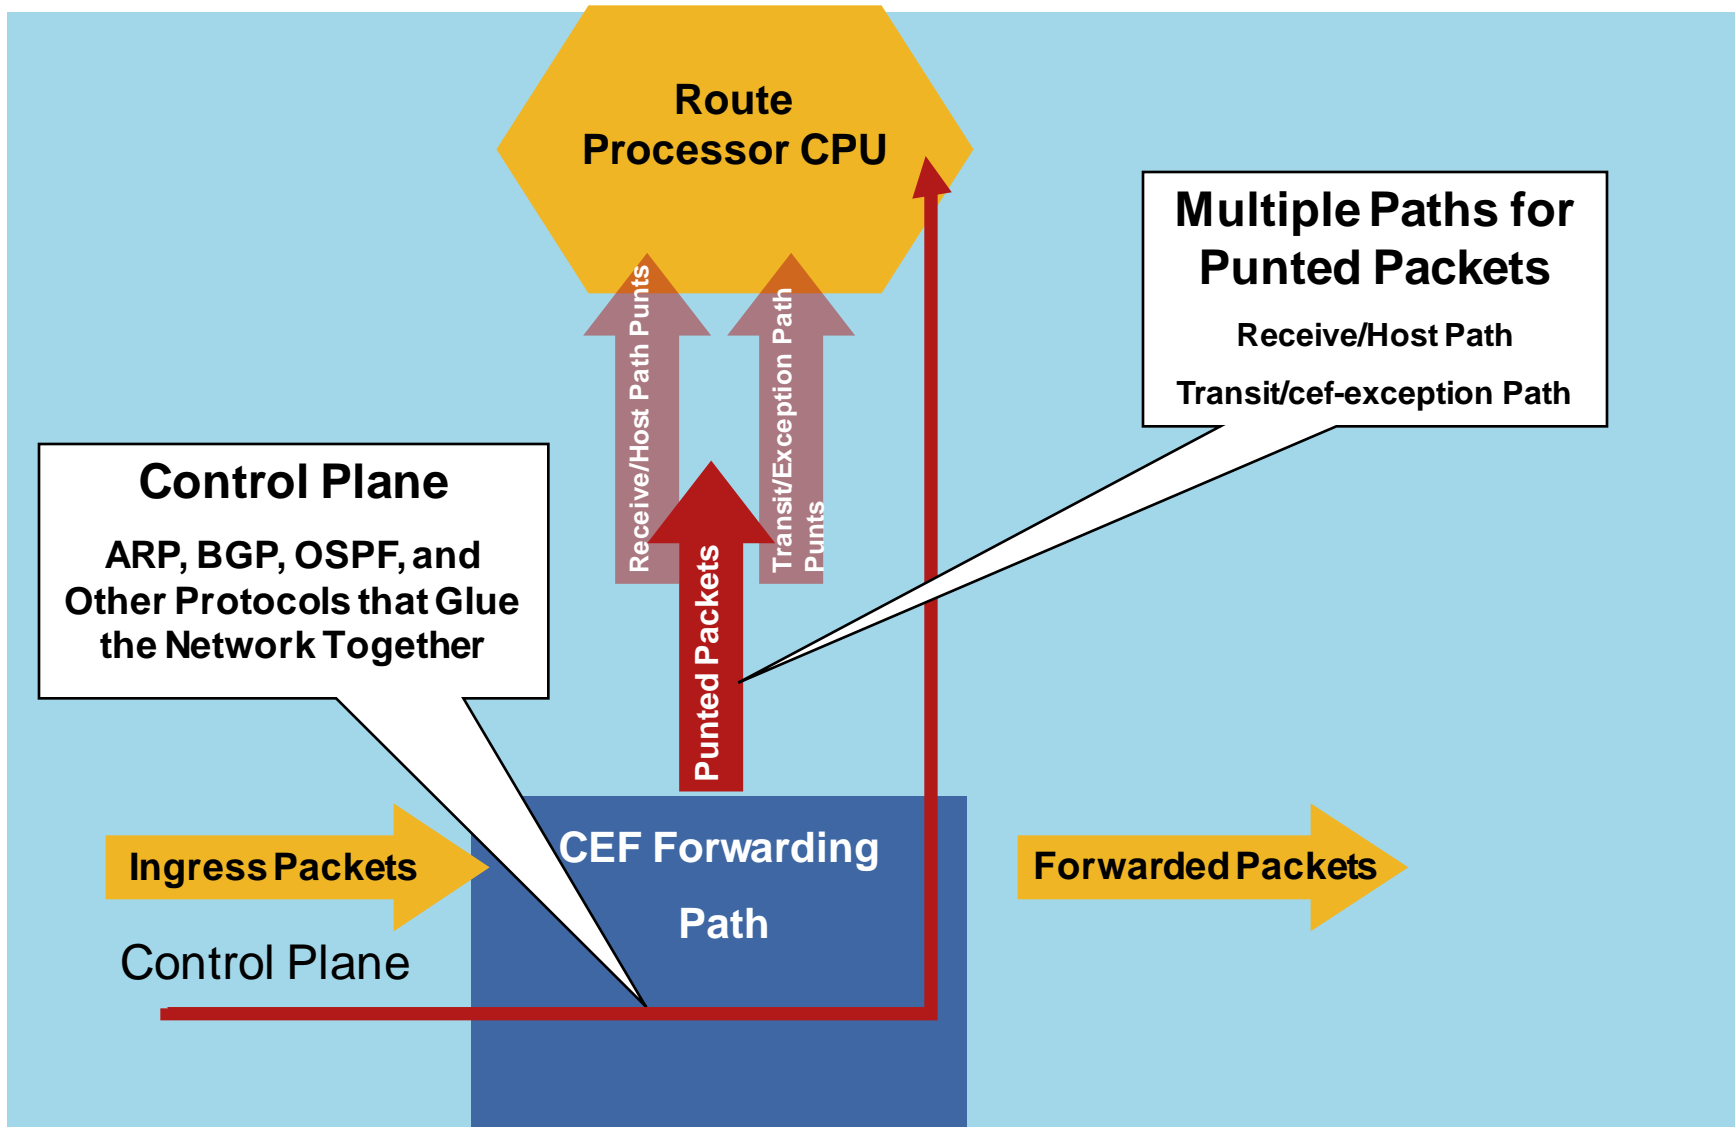 Route
Processor CPU
Multiple Paths for
Punted Packets
Receive/Host Path
Transit/cef-exception Path
Receive/Host Path Punts
Transit/Exception Path
Punts
Control Plane
ARP, BGP, OSPF, and
Other Protocols that Glue
the Network Together
Punted Packets
CEF Forwarding
Path
Ingress Packets
Forwarded Packets
Control Plane